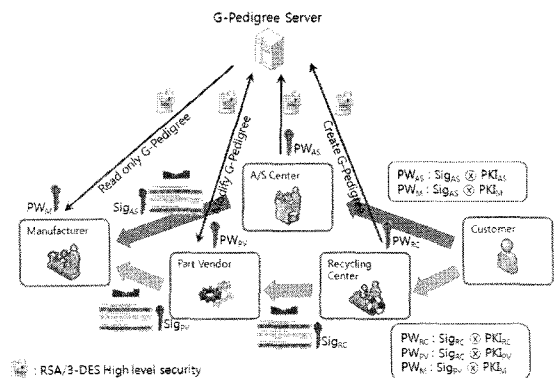 G-Pedigree Server
Read only G-Pedigree
Modify G-Pedigree
Create G-Pedigree
PW_AS
A/S Center
PW_AS : Sig_AS ⊗ PKI_AS
PW_M : Sig_AS ⊗ PKI_M
PW_M
Sig_AS
Manufacturer
PW_PV
Part Vendor
PW_RC
Recycling
Center
Customer
Sig_PV
Sig_RC
PW_RC : Sig_RC ⊗ PKI_RC
PW_PV : Sig_RC ⊗ PKI_PV
PW_M : Sig_PV ⊗ PKI_M
: RSA/3-DES High level security